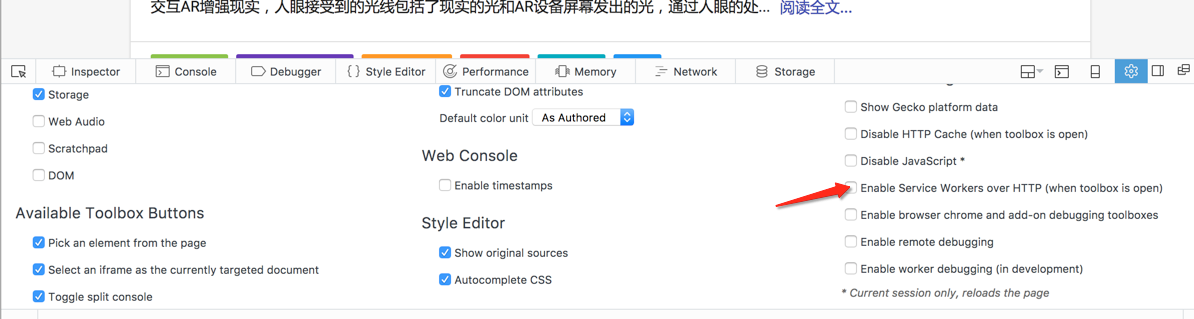 交互AR增强现实，人眼接受到的光线包括了现实的光和AR设备屏幕发出的光，通过人眼的处... 阅读全文...
Inspector
Console
Debugger
{ } Style Editor
Performance
Memory
Network
Storage
Storage
Web Audio
Scratchpad
DOM
Available Toolbox Buttons
Pick an element from the page
Select an iframe as the currently targeted document
Toggle split console
Truncate DOM attributes
Default color unit As Authored
Web Console
Enable timestamps
Style Editor
Show original sources
Autocomplete CSS
Show Gecko platform data
Disable HTTP Cache (when toolbox is open)
Disable JavaScript *
Enable Service Workers over HTTP (when toolbox is open)
Enable browser chrome and add-on debugging toolboxes
Enable remote debugging
Enable worker debugging (in development)
* Current session only, reloads the page